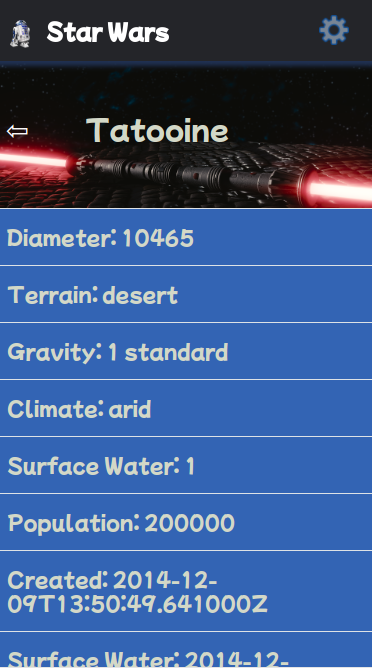 Star Wars
⇦ Tatooine
Diameter: 10465
Terrain: desert
Gravity: 1 standard
Climate: arid
Surface Water: 1
Population: 200000
Created: 2014-12-
09T13:50:49.641000Z
Surface Water: 2014-12-